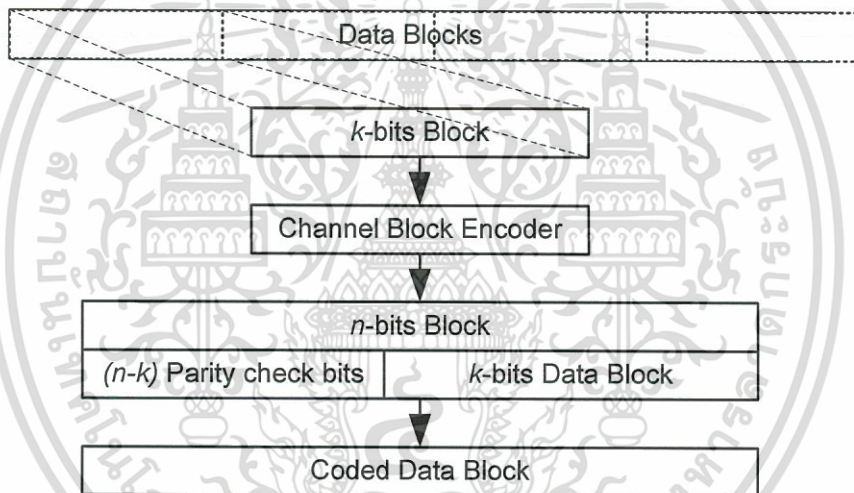 Data Blocks
k-bits Block
Channel Block Encoder
n-bits Block
(n-k) Parity check bits
k-bits Data Block
Coded Data Block